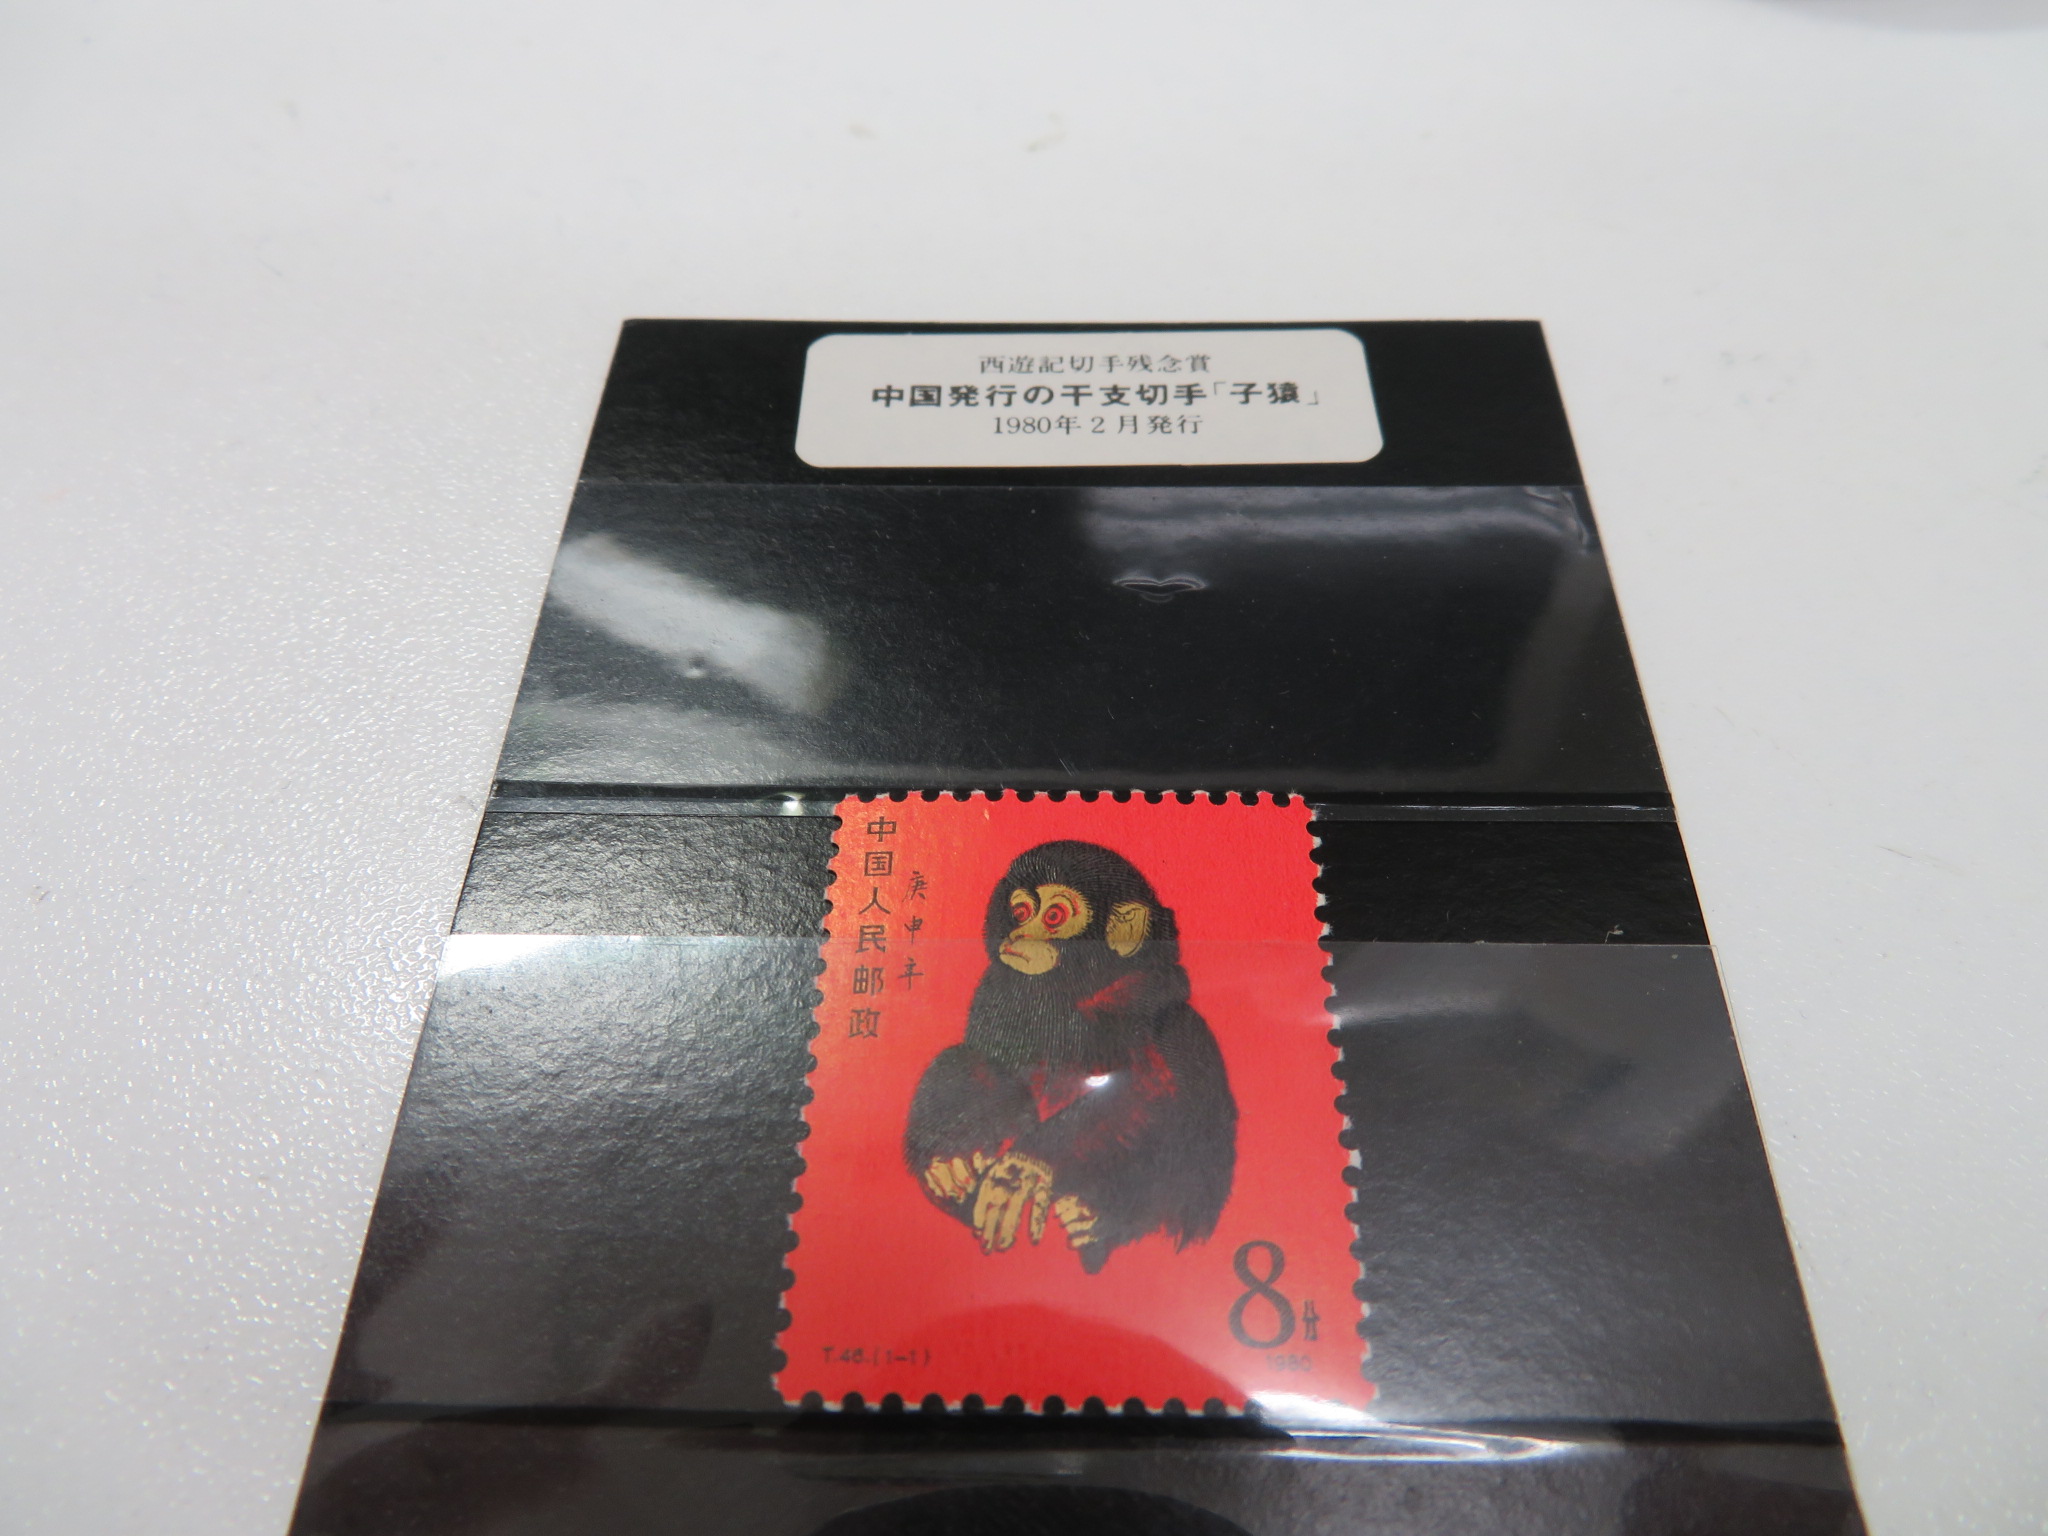 西遊記切手残念賞
中国発行の干支切手「子猿」
1980年2月発行
中国人民邮政
庚申年
8分
1980
T.46.(1-1)